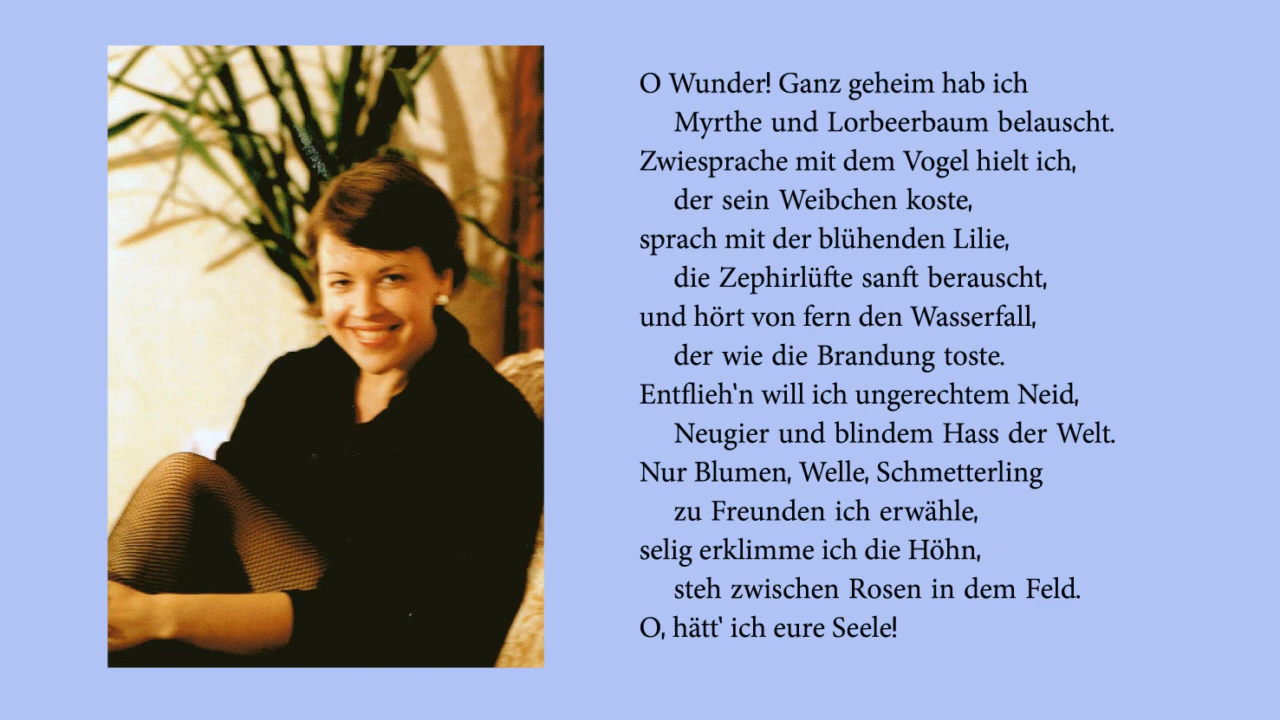 O Wunder! Ganz geheim hab ich
Myrthe und Lorbeerbaum belauscht.
Zwiesprache mit dem Vogel hielt ich,
der sein Weibchen koste,
sprach mit der blühenden Lilie,
die Zephirlüfte sanft berauscht,
und hört von fern den Wasserfall,
der wie die Brandung toste.
Entflieh'n will ich ungerechtem Neid,
Neugier und blindem Hass der Welt.
Nur Blumen, Welle, Schmetterling
zu Freunden ich erwähle,
selig erklimme ich die Höhn,
steh zwischen Rosen in dem Feld.
O, hätt' ich eure Seele!